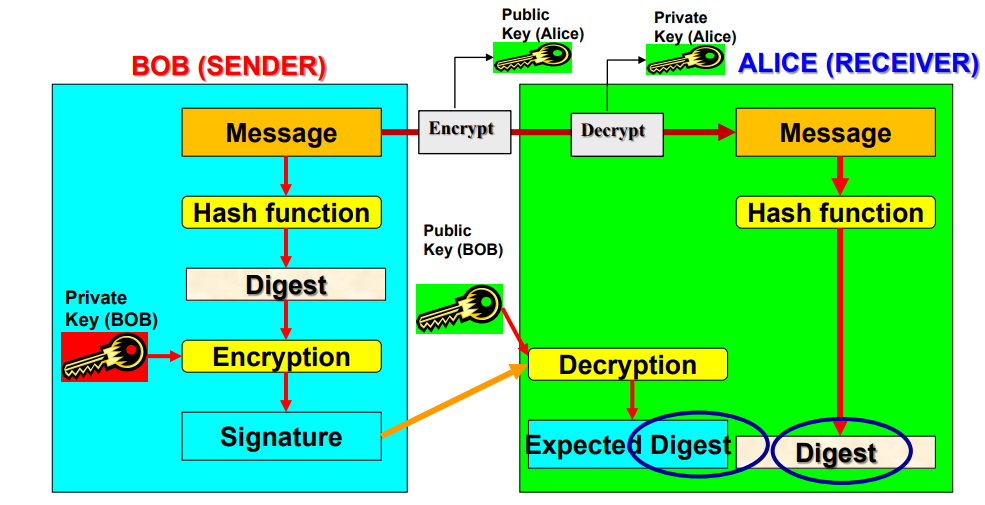 Public
Key (Alice)
Private
Key (Alice)
BOB (SENDER)
ALICE (RECEIVER)
Message
Encrypt
Decrypt
Message
Hash function
Hash function
Public
Key (BOB)
Digest
Private
Key (BOB)
Encryption
Decryption
Signature
Expected Digest
Digest